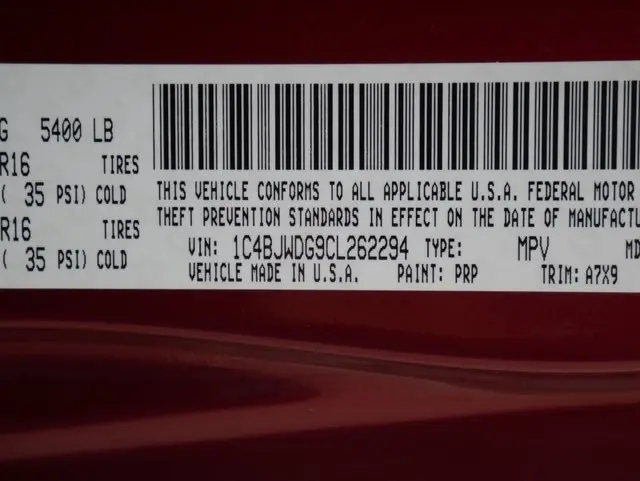 G 5400 LB
R16 TIRES
( 35 PSI) COLD
R16 TIRES
( 35 PSI) COLD
THIS VEHICLE CONFORMS TO ALL APPLICABLE U.S.A. FEDERAL MOTOR
THEFT PREVENTION STANDARDS IN EFFECT ON THE DATE OF MANUFACTU
VIN: 1C4BJWDG9CL262294 TYPE: MPV MD
VEHICLE MADE IN U.S.A. PAINT: PRP TRIM: A7X9